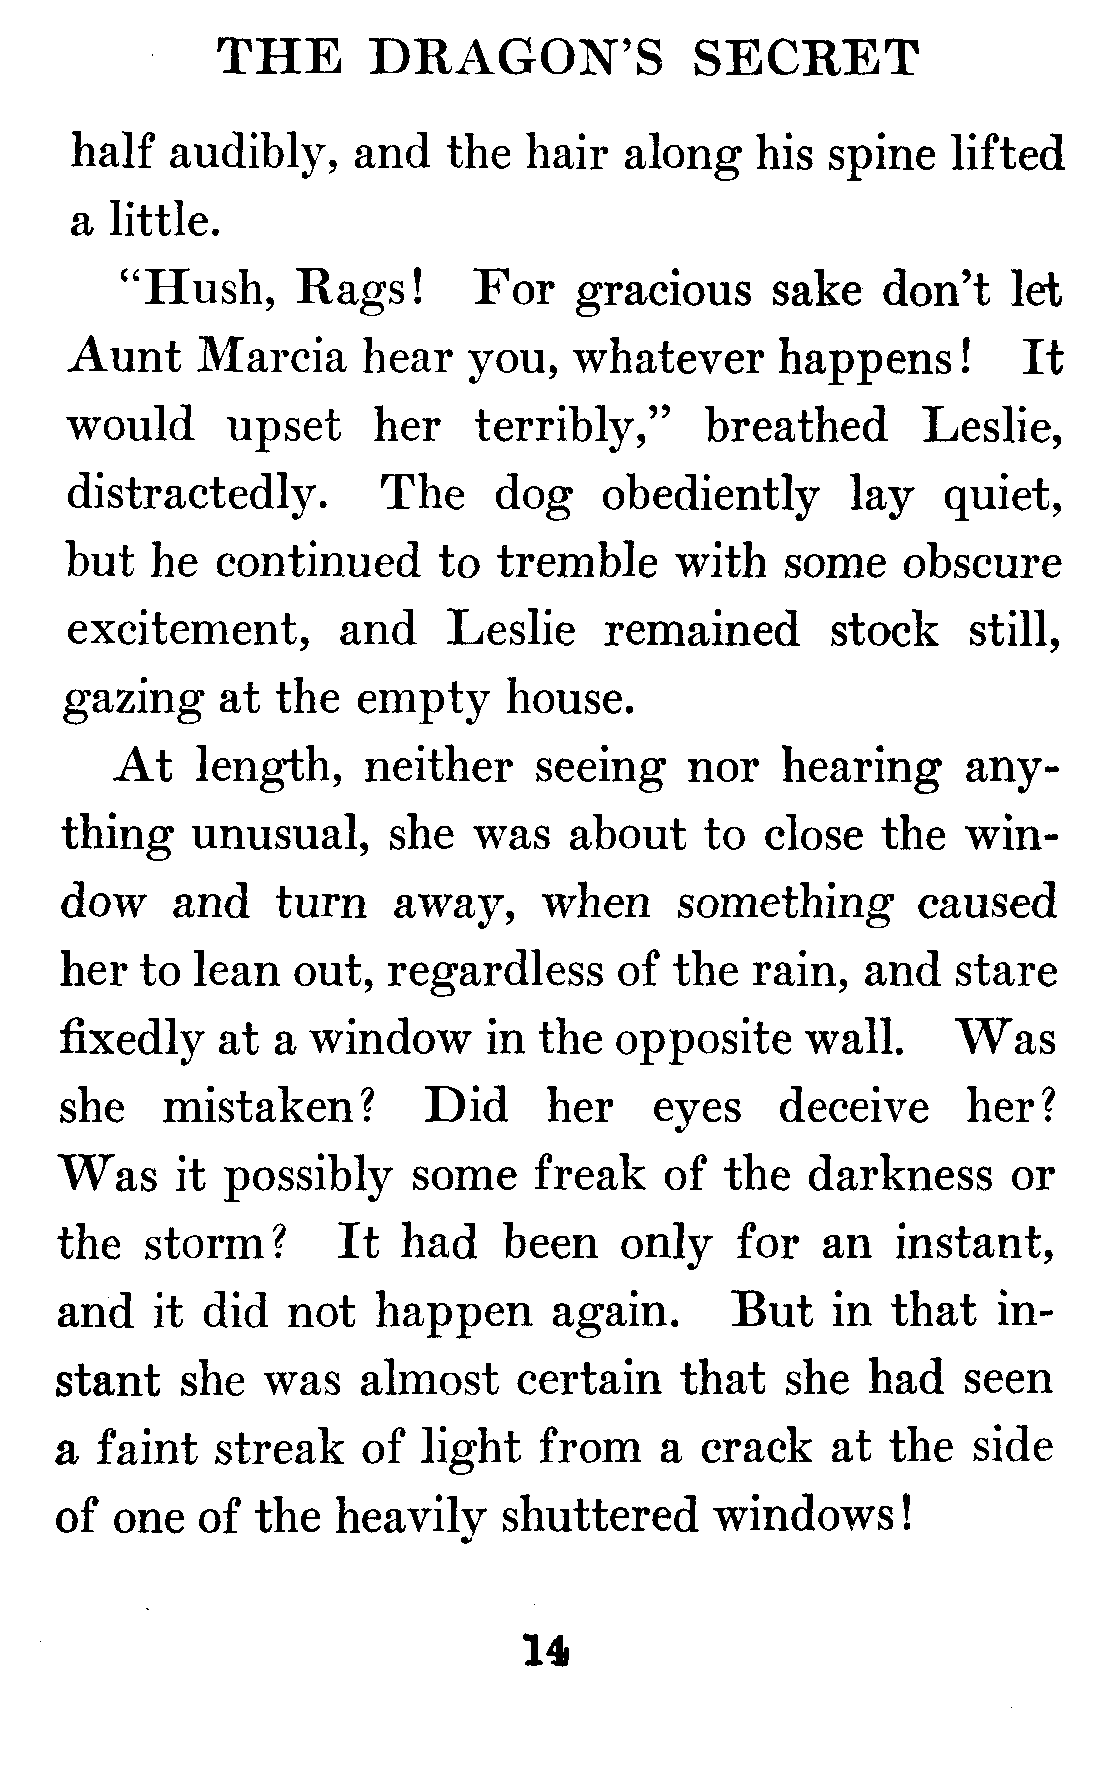 THE DRAGON'S SECRET
half audibly, and the hair along his spine lifted
a little.
"Hush, Rags! For gracious sake don't let
Aunt Marcia hear you, whatever happens! It
would upset her terribly," breathed Leslie,
distractedly. The dog obediently lay quiet,
but he continued to tremble with some obscure
excitement, and Leslie remained stock still,
gazing at the empty house.
At length, neither seeing nor hearing any-
thing unusual, she was about to close the win-
dow and turn away, when something caused
her to lean out, regardless of the rain, and stare
fixedly at a window in the opposite wall. Was
she mistaken? Did her eyes deceive her?
Was it possibly some freak of the darkness or
the storm? It had been only for an instant,
and it did not happen again. But in that in-
stant she was almost certain that she had seen
a faint streak of light from a crack at the side
of one of the heavily shuttered windows!
14